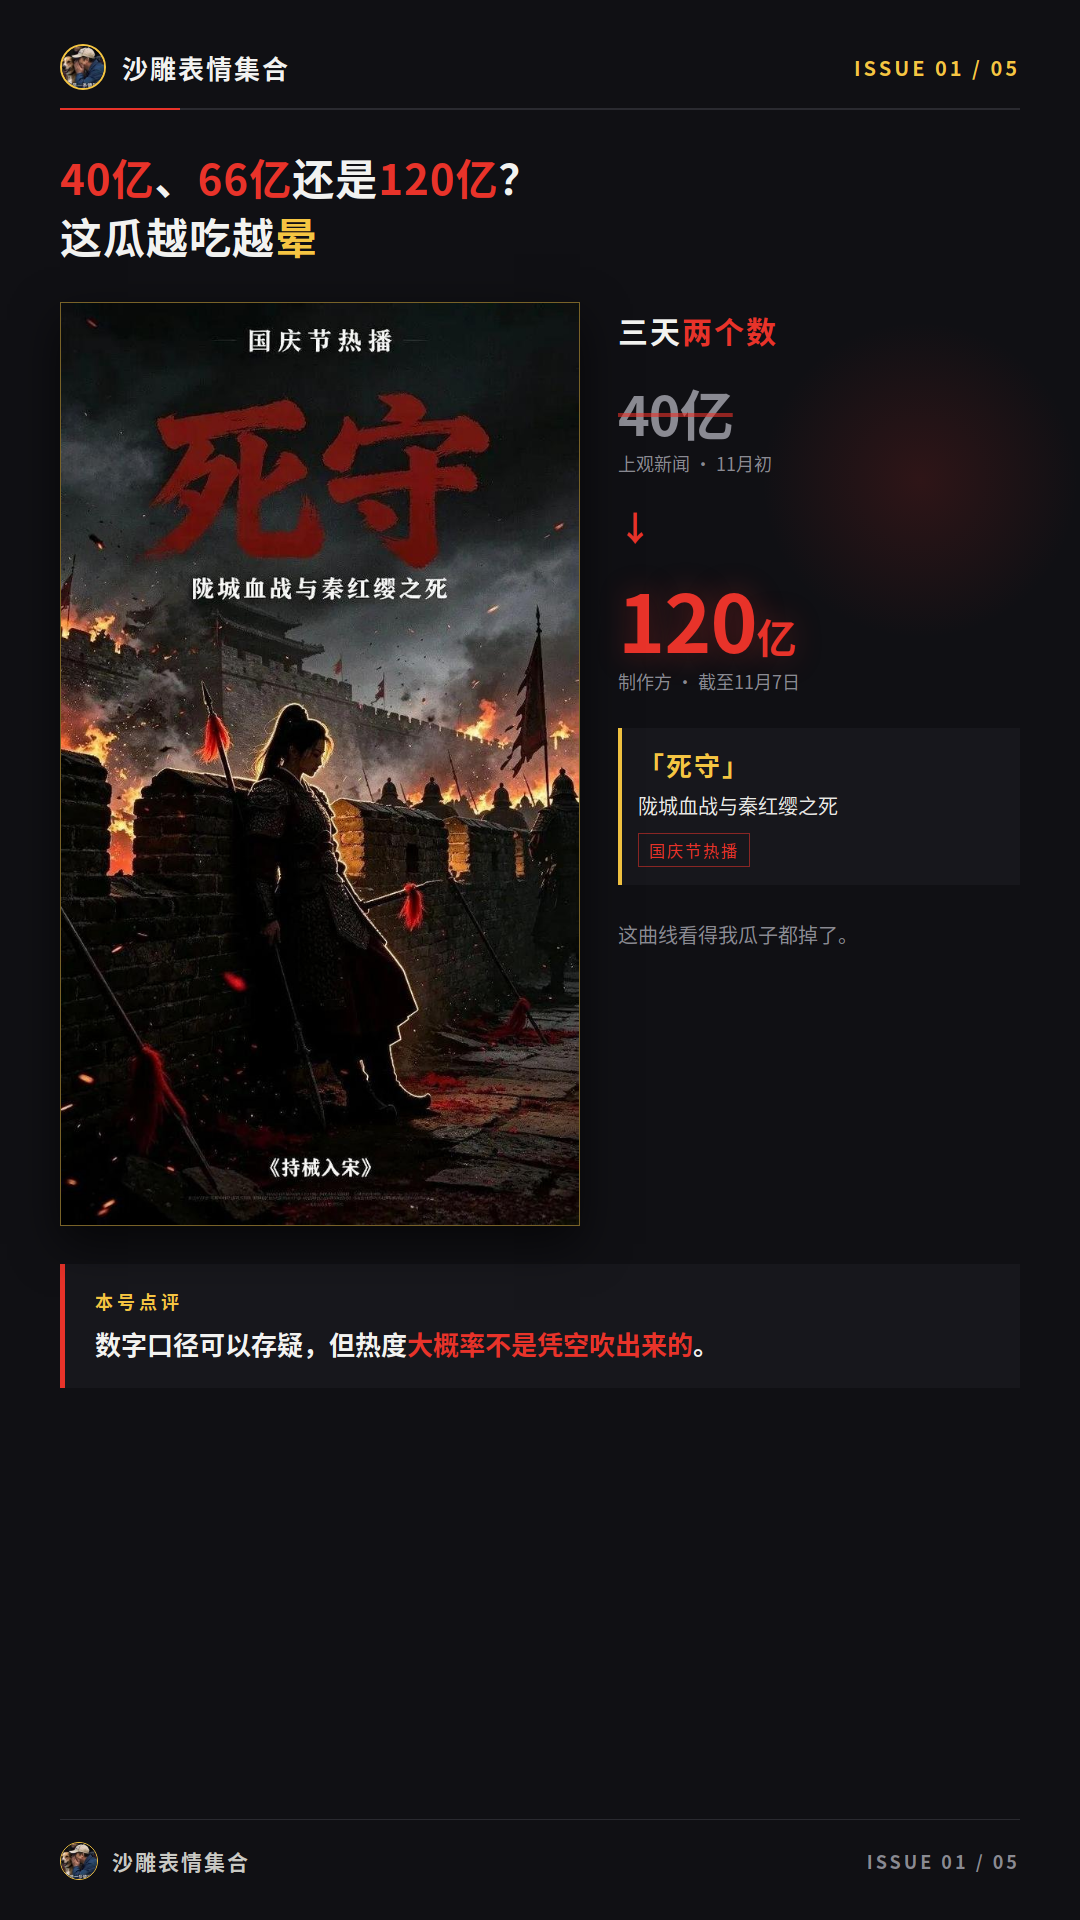 沙雕表情集合
ISSUE 01 / 05
40亿、66亿还是120亿?
这瓜越吃越晕
国庆节热播
死守
陇城血战与秦红缨之死
《持械入宋》
三天两个数
40亿
上观新闻 · 11月初
↓
120亿
制作方 · 截至11月7日
「死守」
陇城血战与秦红缨之死
国庆节热播
这曲线看得我瓜子都掉了。
本号点评
数字口径可以存疑，但热度大概率不是凭空吹出来的。
沙雕表情集合
ISSUE 01 / 05